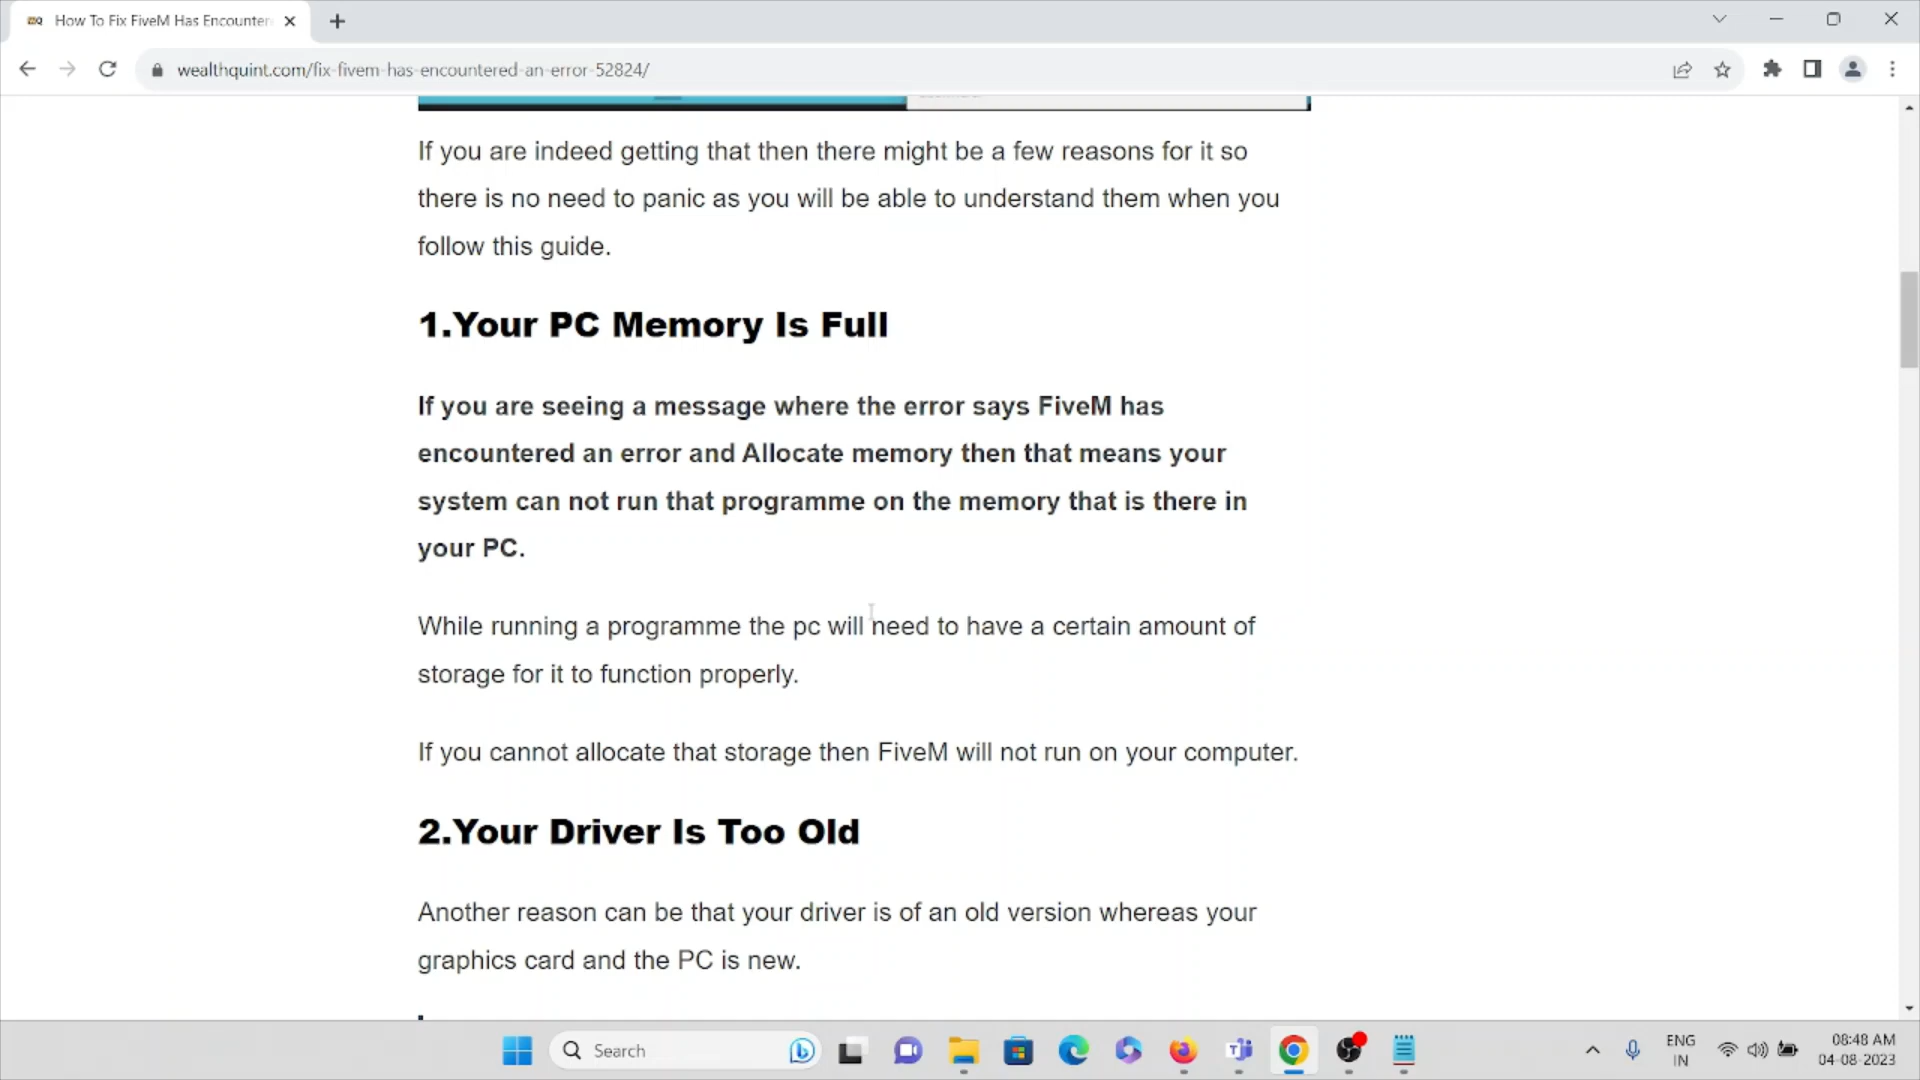 How To Fix FiveM Has Encounter
wealthquint.com/fix-fivem-has-encountered-an-error-52824/
If you are indeed getting that then there might be a few reasons for it so
there is no need to panic as you will be able to understand them when you
follow this guide.
1.Your PC Memory Is Full
If you are seeing a message where the error says FiveM has
encountered an error and Allocate memory then that means your
system can not run that programme on the memory that is there in
your PC.
While running a programme the pc will need to have a certain amount of
storage for it to function properly.
If you cannot allocate that storage then FiveM will not run on your computer.
2.Your Driver Is Too Old
Another reason can be that your driver is of an old version whereas your
graphics card and the PC is new.
Search
ENG
IN
08:48 AM
04-08-2023